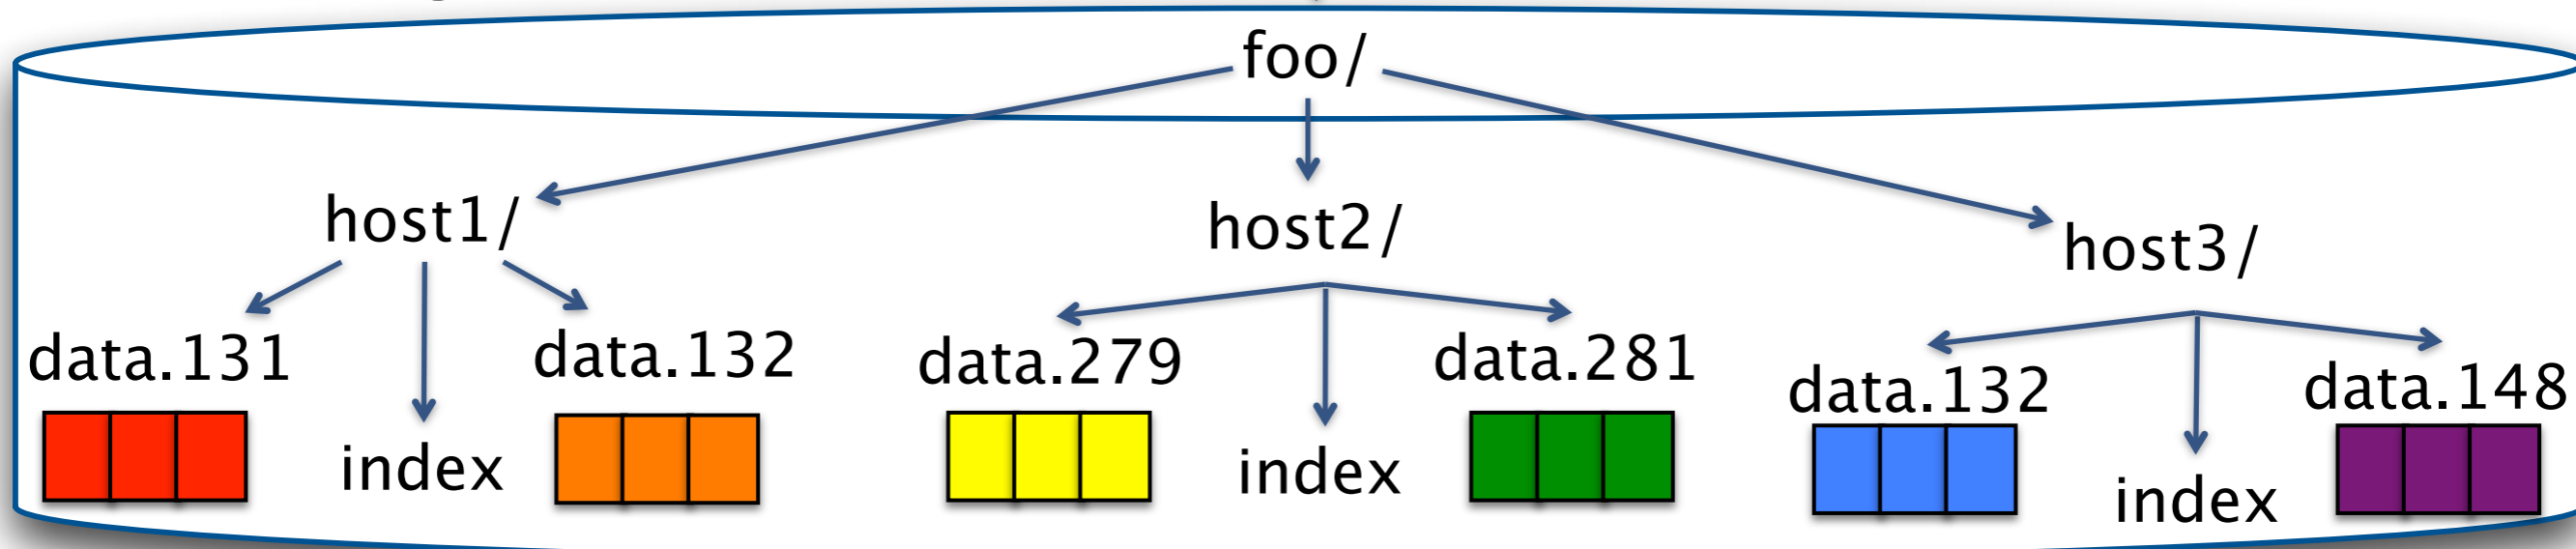 foo/
host1/
host2/
host3/
data.131
data.132
data.279
data.281
data.132
data.148
index
index
index